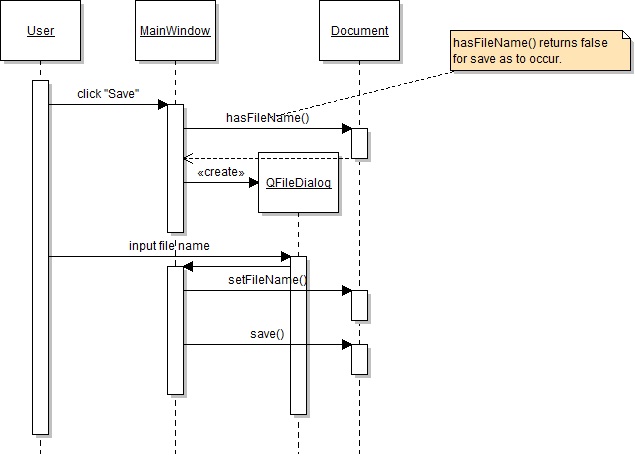 User
MainWindow
Document
hasFileName() returns false
for save as to occur.
click "Save"
hasFileName()
«create»
QFileDialog
input file name
setFileName()
save()